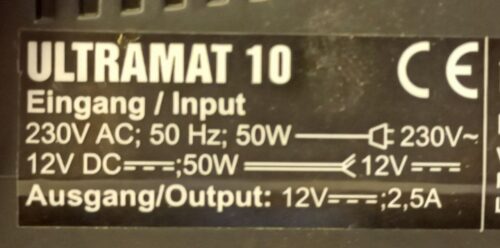 ULTRAMAT 10 CE
Eingang / Input
230V AC; 50 Hz; 50W 230V~
12V DC⎓;50W 12V⎓
Ausgang/Output: 12V⎓;2,5A